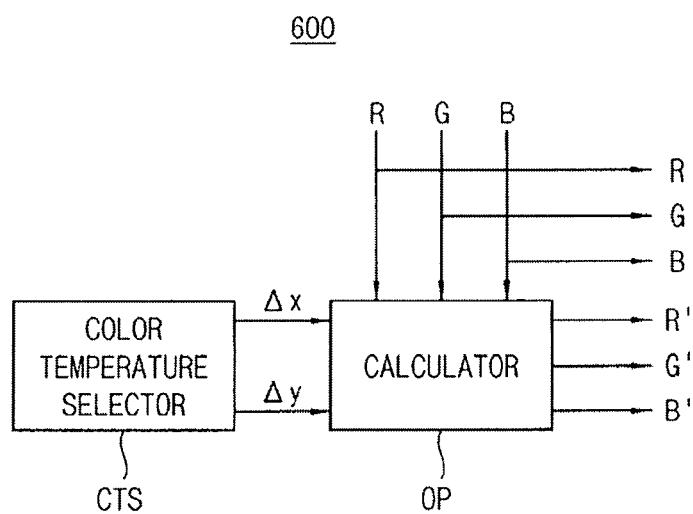 600
R G B
R
G
B
Δx
COLOR
TEMPERATURE
SELECTOR
Δy
CALCULATOR
R'
G'
B'
CTS
OP